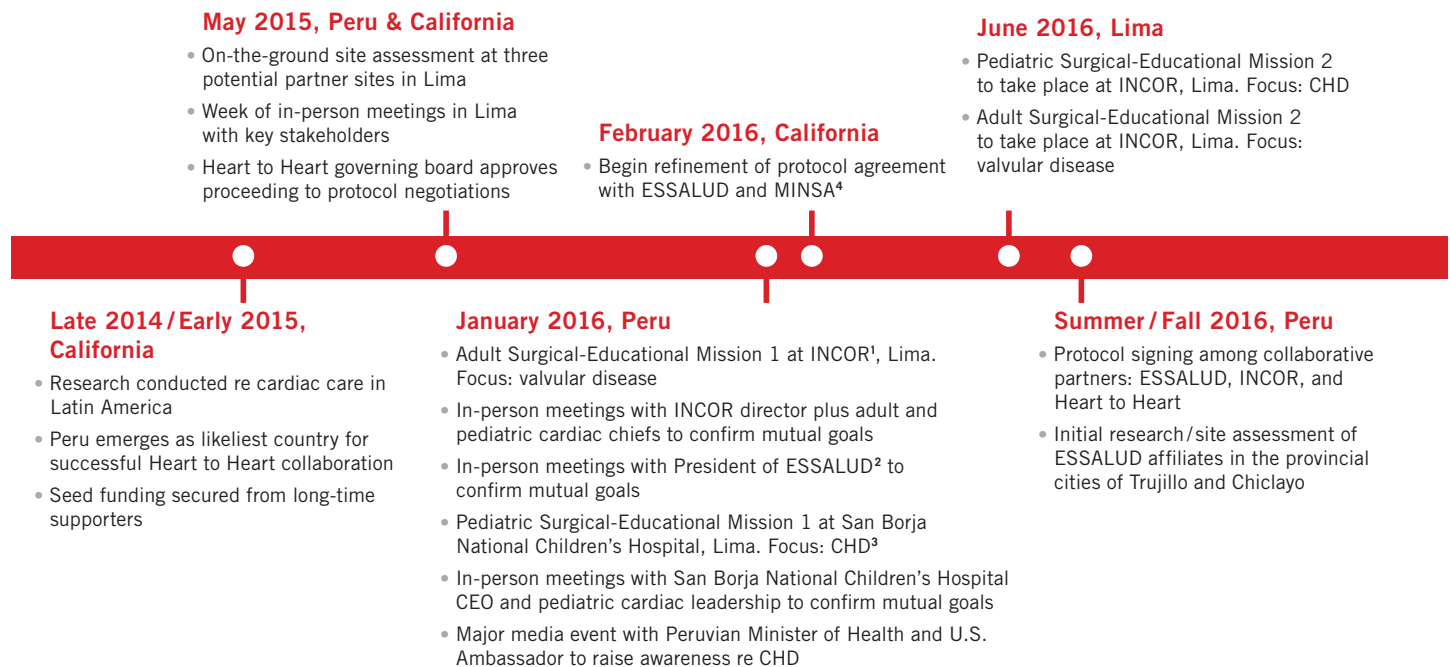 May 2015, Peru & California
• On-the-ground site assessment at three
potential partner sites in Lima
• Week of in-person meetings in Lima
with key stakeholders
• Heart to Heart governing board approves
proceeding to protocol negotiations
February 2016, California
• Begin refinement of protocol agreement
with ESSALUD and MINSA⁴
June 2016, Lima
• Pediatric Surgical-Educational Mission 2
to take place at INCOR, Lima. Focus: CHD
• Adult Surgical-Educational Mission 2
to take place at INCOR, Lima. Focus:
valvular disease
Late 2014/Early 2015,
California
• Research conducted re cardiac care in
Latin America
• Peru emerges as likeliest country for
successful Heart to Heart collaboration
• Seed funding secured from long-time
supporters
January 2016, Peru
• Adult Surgical-Educational Mission 1 at INCOR¹, Lima.
Focus: valvular disease
• In-person meetings with INCOR director plus adult and
pediatric cardiac chiefs to confirm mutual goals
• In-person meetings with President of ESSALUD² to
confirm mutual goals
• Pediatric Surgical-Educational Mission 1 at San Borja
National Children's Hospital, Lima. Focus: CHD³
• In-person meetings with San Borja National Children's Hospital
CEO and pediatric cardiac leadership to confirm mutual goals
• Major media event with Peruvian Minister of Health and U.S.
Ambassador to raise awareness re CHD
Summer/Fall 2016, Peru
• Protocol signing among collaborative
partners: ESSALUD, INCOR, and
Heart to Heart
• Initial research/site assessment of
ESSALUD affiliates in the provincial
cities of Trujillo and Chiclayo